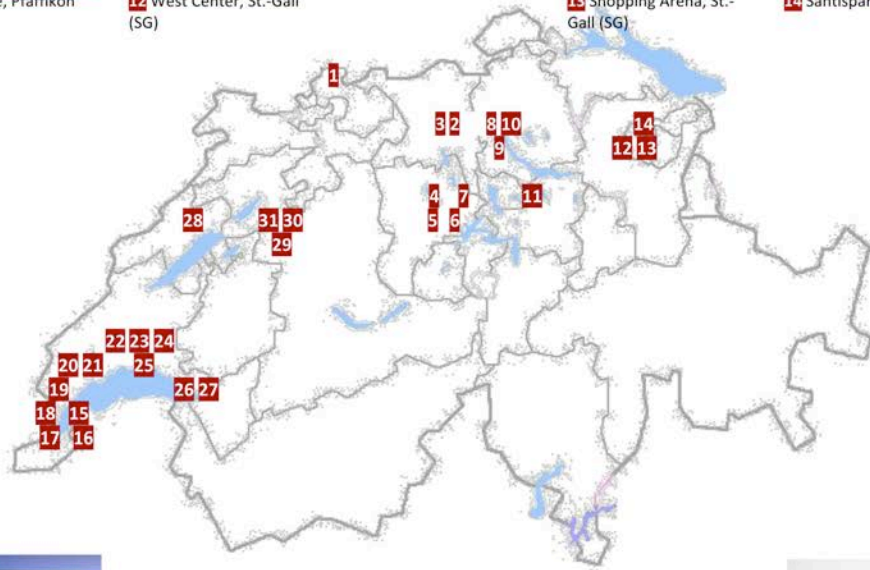 e, Pfäffikon
12 West Center, St.-Gall
(SG)
13 Shopping Arena, St.-
Gall (SG)
14 Säntispar
1
3 2
8 10
14
9
12 13
4 7
11
28
31 30
5 6
29
22 23 24
20 21
25
19
26 27
18 15
17 16